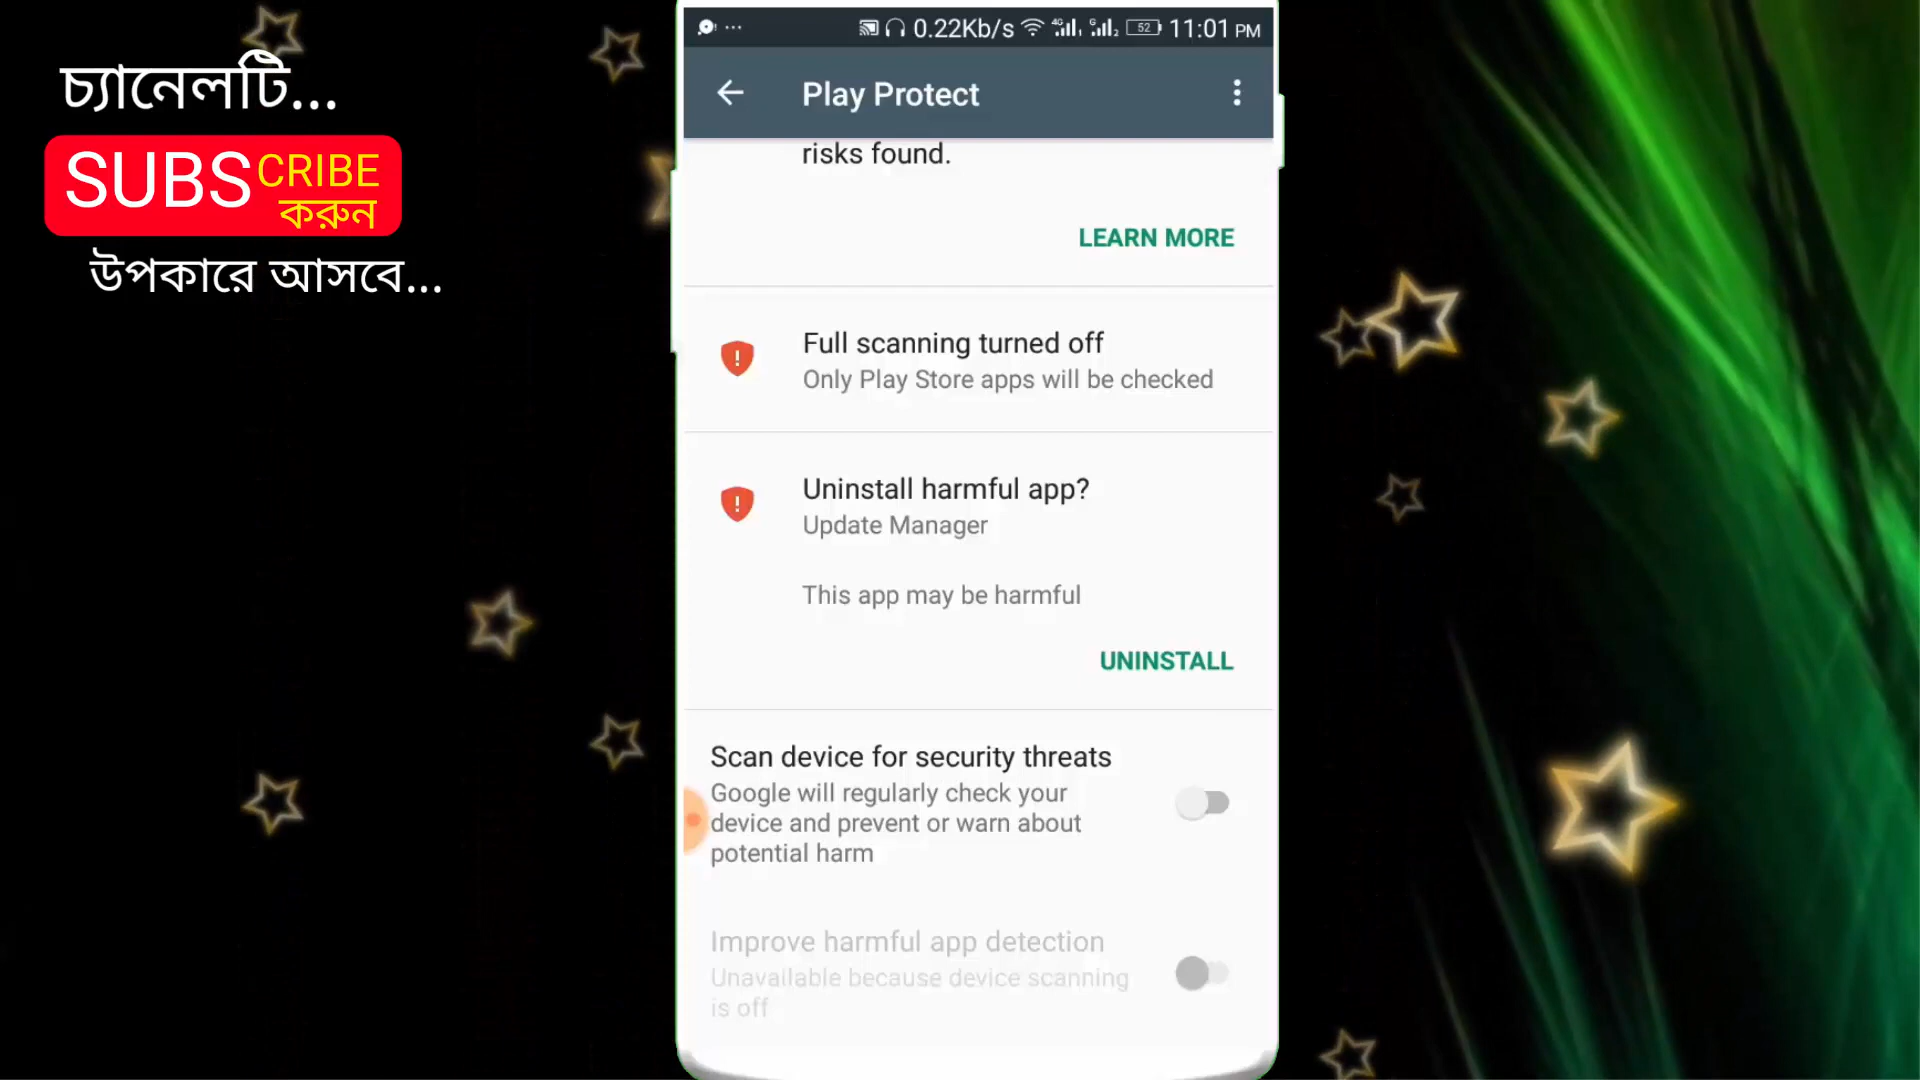 চ্যানেলটি...
SUBSCRIBE
করুন
উপকারে আসবে...
0.22Kb/s 4G 1 G 2 52 11:01 PM
Play Protect
risks found.
LEARN MORE
Full scanning turned off
Only Play Store apps will be checked
Uninstall harmful app?
Update Manager
This app may be harmful
UNINSTALL
Scan device for security threats
Google will regularly check your
device and prevent or warn about
potential harm
Improve harmful app detection
Unavailable because device scanning
is off